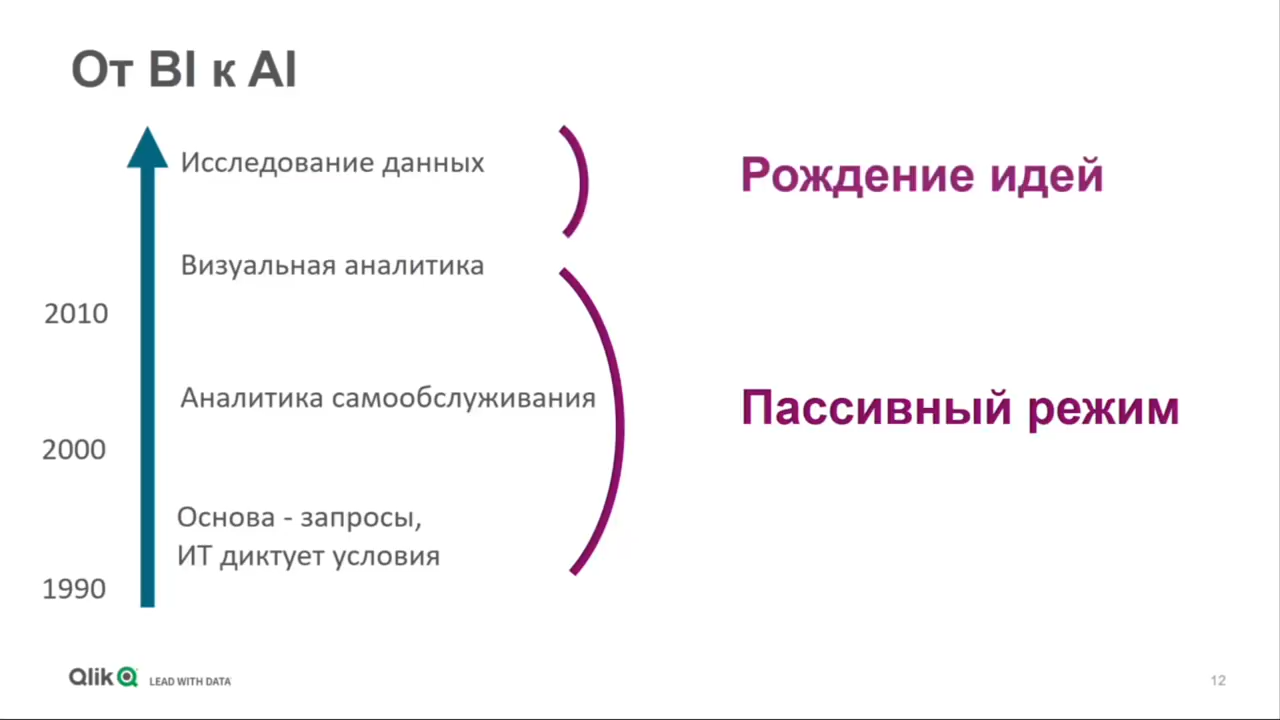 От BI к AI
Исследование данных
Рождение идей
Визуальная аналитика
2010
Аналитика самообслуживания
Пассивный режим
2000
Основа - запросы,
ИТ диктует условия
1990
Qlik LEAD WITH DATA
12